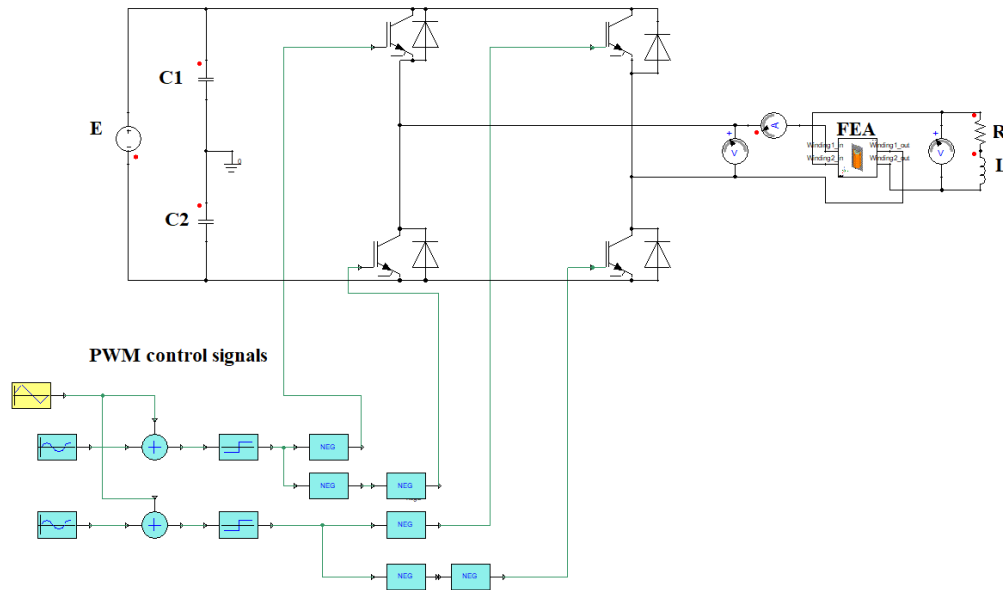 C1
E
0
C2
+
V
A
FEA
Winding1_in
Winding1_out
Winding2_in
Winding2_out
+
V
R
L
PWM control signals
NEG
NEG
NEG
NEG
NEG
NEG